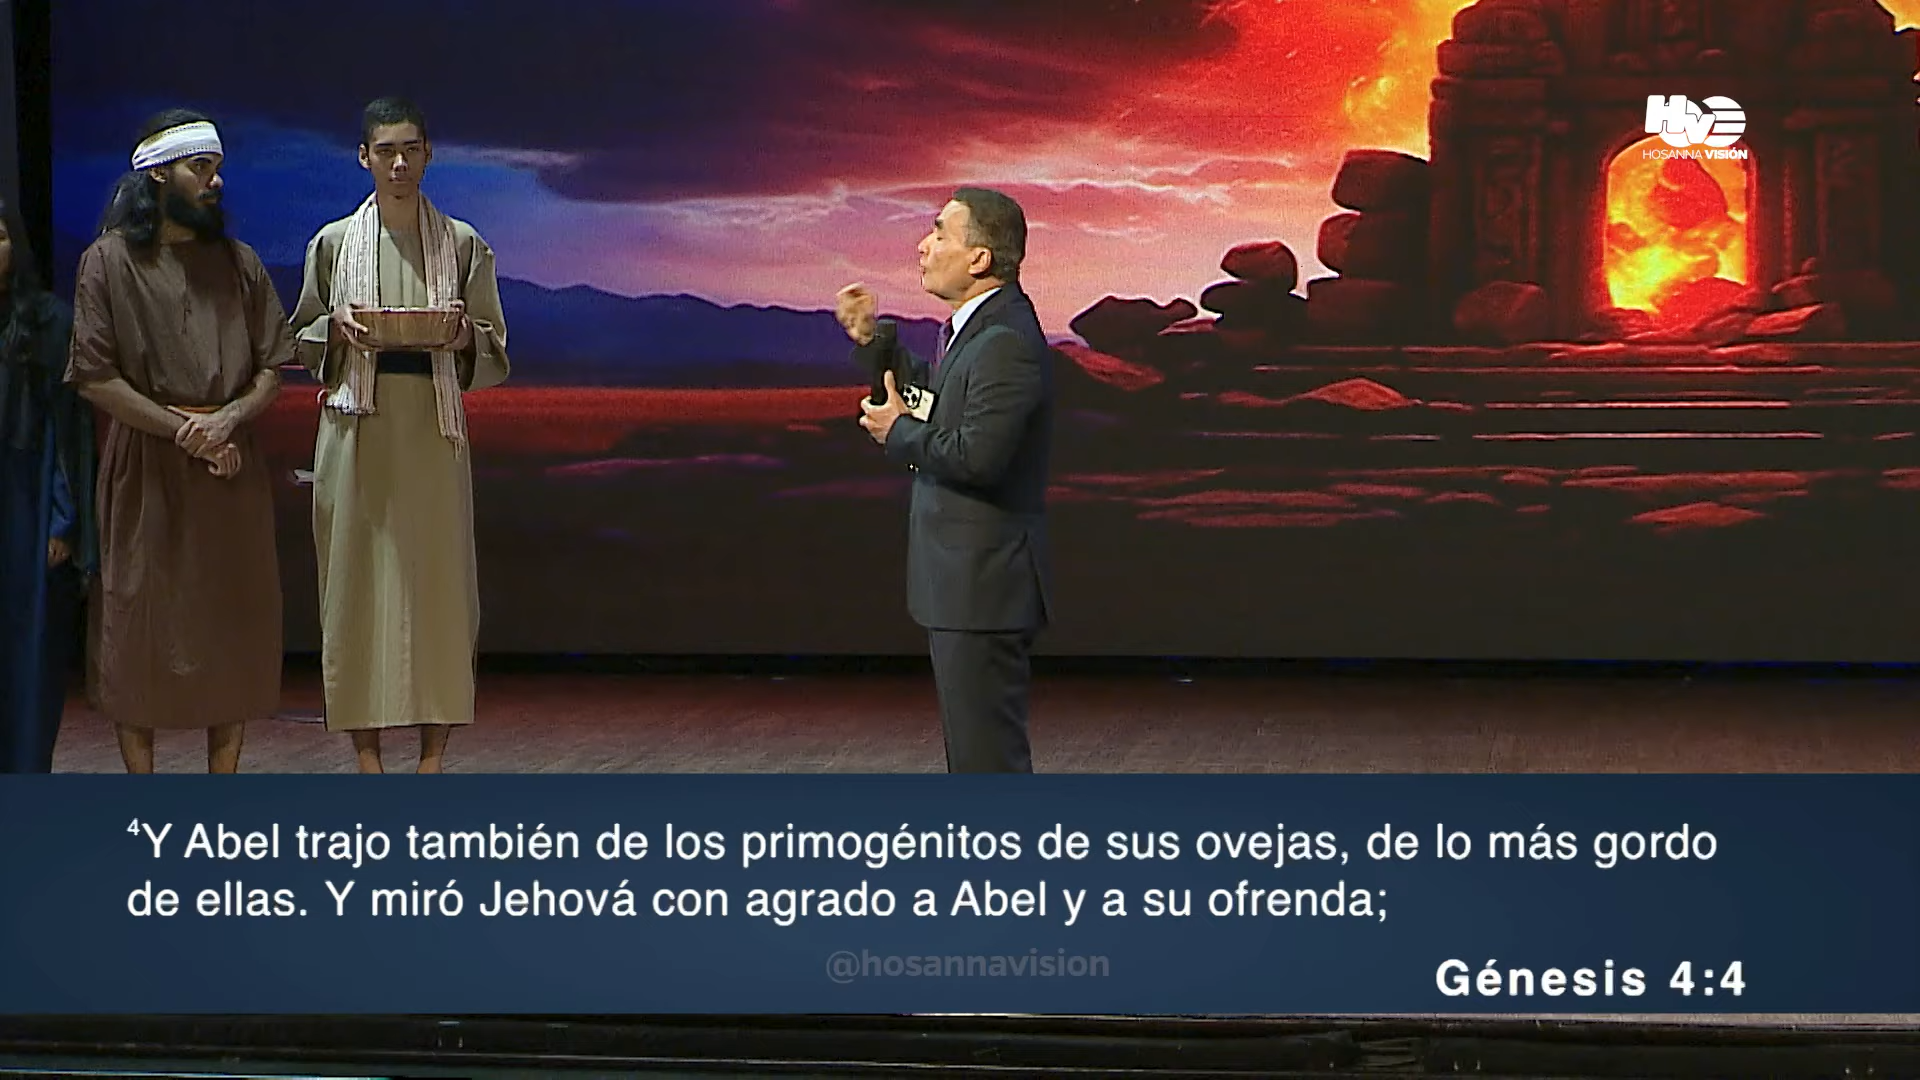 HVE
HOSANNA VISIÓN
⁴Y Abel trajo también de los primogénitos de sus ovejas, de lo más gordo
de ellas. Y miró Jehová con agrado a Abel y a su ofrenda;
@hosannavision
Génesis 4:4